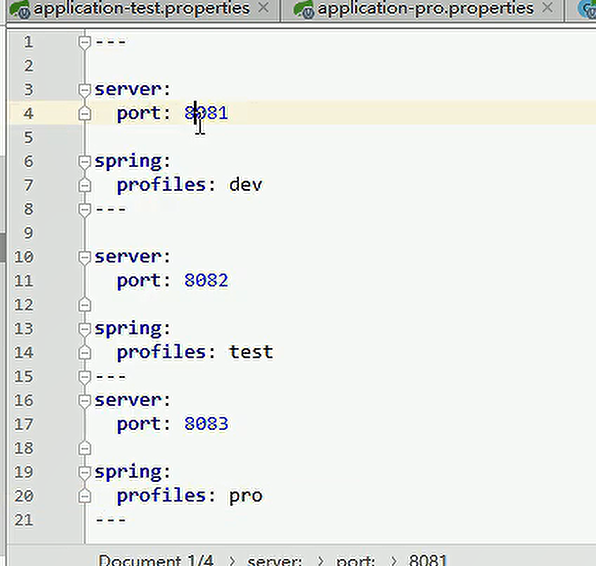 application-test.properties application-pro.properties
1 ---
2
3 server:
4 port: 8081
5
6 spring:
7 profiles: dev
8 ---
9
10 server:
11 port: 8082
12
13 spring:
14 profiles: test
15 ---
16 server:
17 port: 8083
18
19 spring:
20 profiles: pro
21 ---
Document 1/4 > server: > port: > 8081